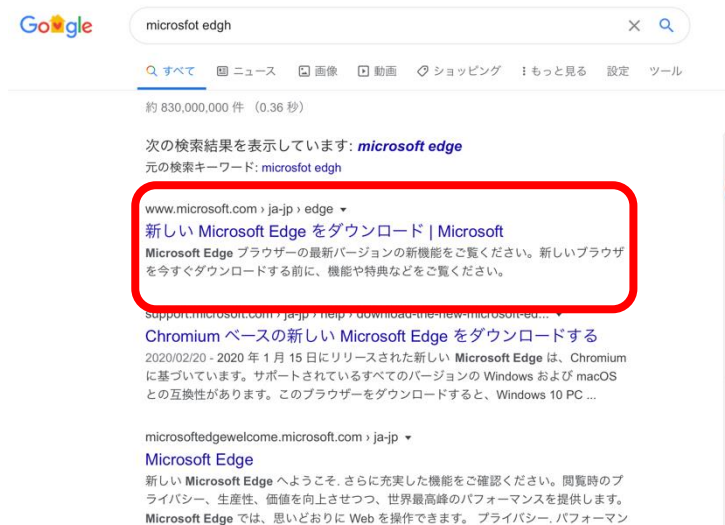 Google
microsfot edgh
すべて ニュース 画像 動画 ショッピング もっと見る 設定 ツール
約 830,000,000 件 （0.36 秒）
次の検索結果を表示しています: microsoft edge
元の検索キーワード: microsfot edgh
www.microsoft.com › ja-jp › edge
新しい Microsoft Edge をダウンロード | Microsoft
Microsoft Edge ブラウザーの最新バージョンの新機能をご覧ください。新しいブラウザ
を今すぐダウンロードする前に、機能や特典などをご覧ください。
support.microsoft.com › ja-jp › help › download-the-new-microsoft-ed...
Chromium ベースの新しい Microsoft Edge をダウンロードする
2020/02/20 - 2020 年 1 月 15 日にリリースされた新しい Microsoft Edge は、Chromium
に基づいています。サポートされているすべてのバージョンの Windows および macOS
との互換性があります。このブラウザーをダウンロードすると、Windows 10 PC ...
microsoftedgewelcome.microsoft.com › ja-jp
Microsoft Edge
新しい Microsoft Edge へようこそ. さらに充実した機能をご確認ください。閲覧時のプ
ライバシー、生産性、価値を向上させつつ、世界最高峰のパフォーマンスを提供します。
Microsoft Edge では、思いどおりに Web を操作できます。 プライバシー. パフォーマン